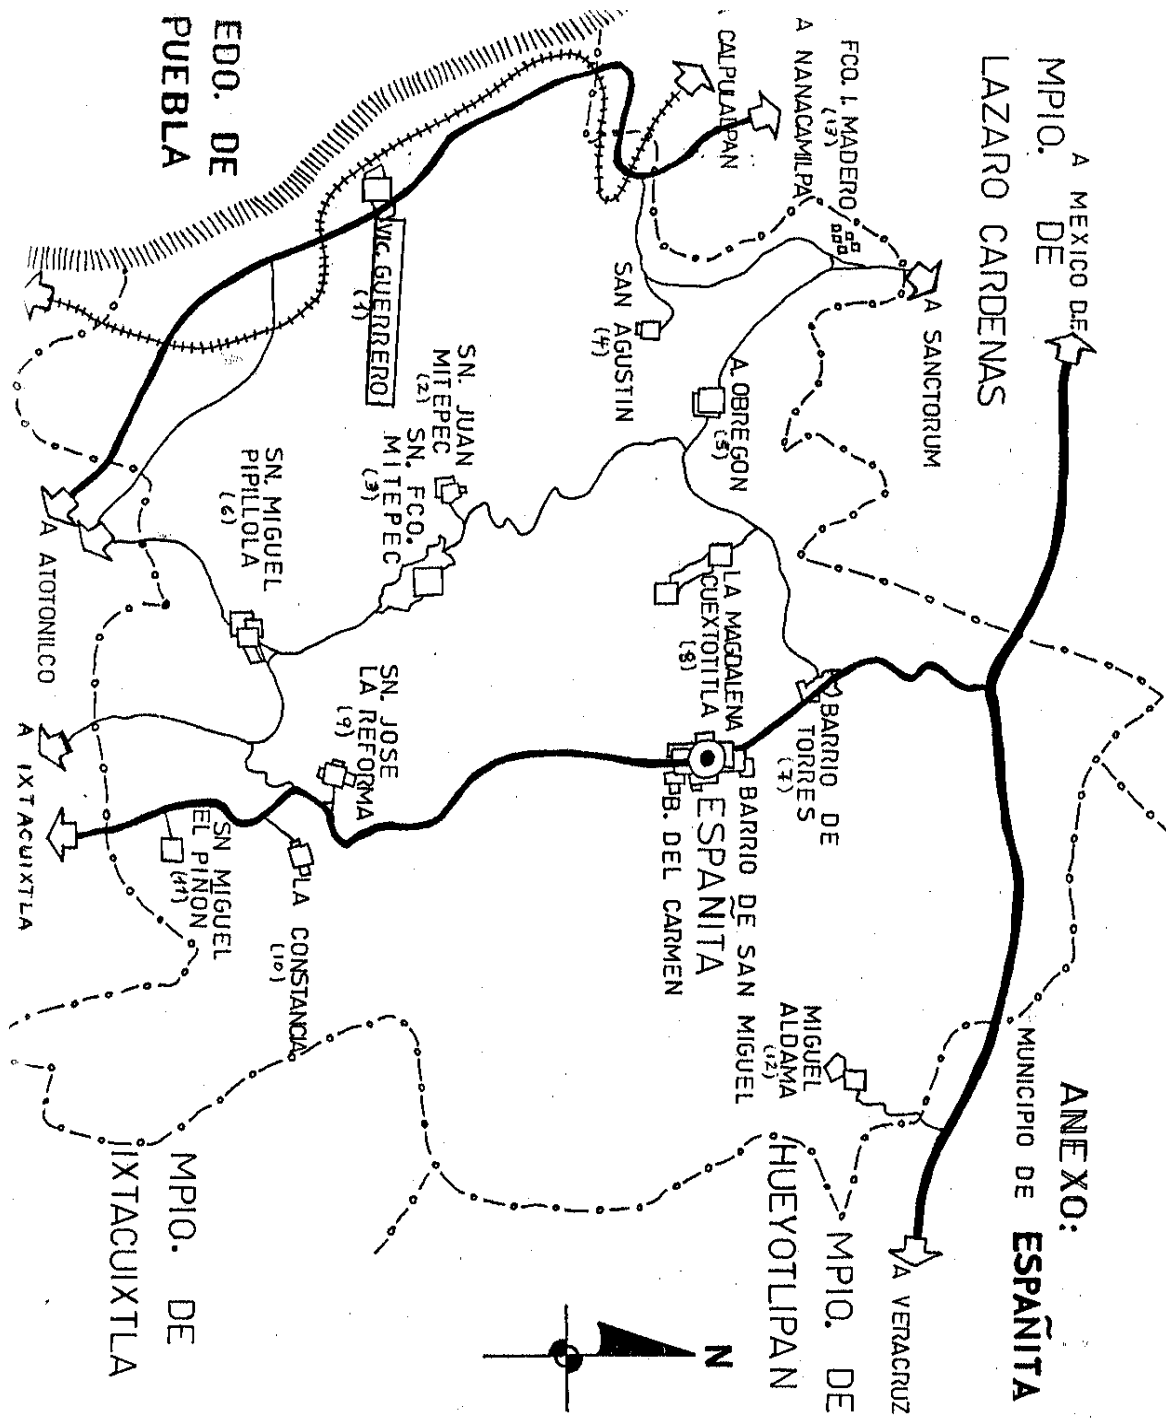 ANEXO:
MUNICIPIO DE ESPAÑITA
A MEXICO D.F.
MPIO. DE
LAZARO CARDENAS
A SANCTORUM
FCO. I. MADERO
(13)
A NANACAMILPA
A CALPULALPAN
EDO. DE
PUEBLA
SAN AGUSTIN
(4)
A. OBREGON
(5)
VIC. GUERRERO
(1)
SN. JUAN
MITEPEC
(2)
SN. FCO.
MITEPEC
(3)
SN. MIGUEL
PIPILLOLA
(6)
A ATOTONILCO
LA MAGDALENA
CUEXTOTITLA
(8)
BARRIO DE
TORRES
(7)
BARRIO DE SAN MIGUEL
ESPAÑITA
B. DEL CARMEN
SN. JOSE
LA REFORMA
(9)
A IXTACUIXTLA
SN MIGUEL
EL PIÑON
(11)
LA CONSTANCIA
(10)
MIGUEL
ALDAMA
(12)
A VERACRUZ
MPIO. DE
HUEYOTLIPAN
MPIO. DE
IXTACUIXTLA
N